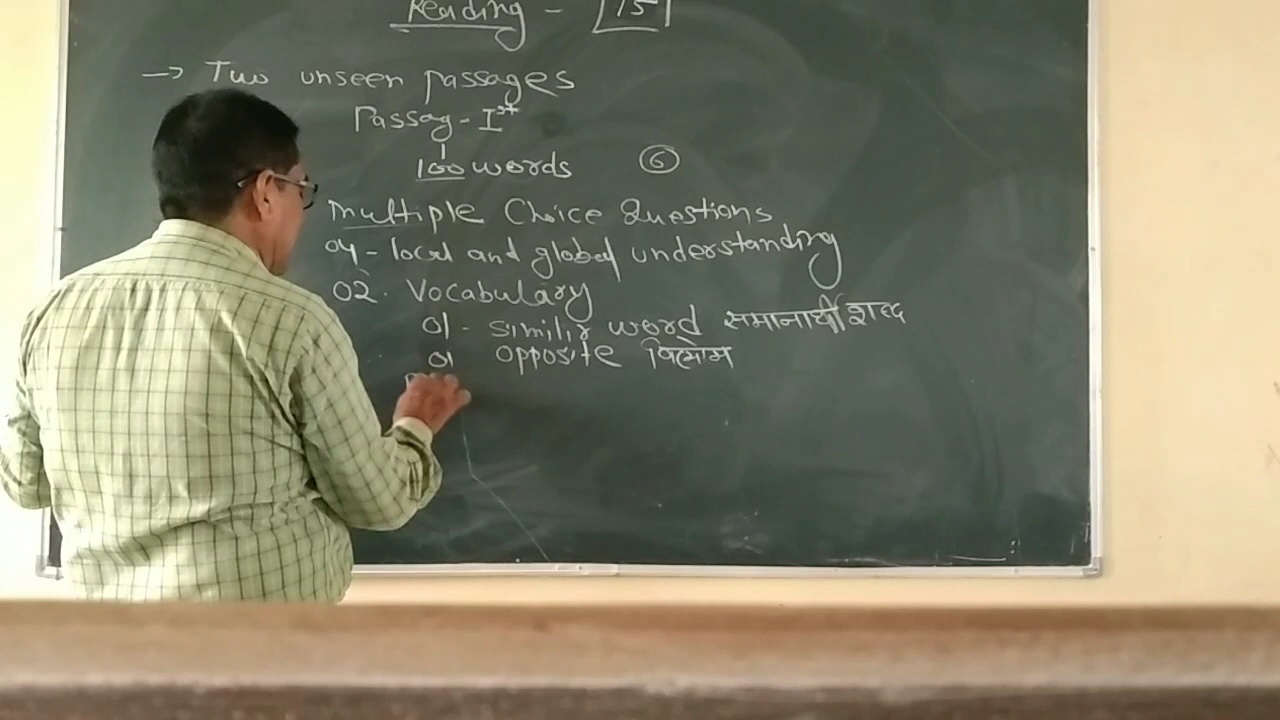 Reading - 15
→ Two unseen passages
Passag - Ist
100 words 6
Multiple Choice Questions
04 - local and global understanding
02. Vocabulary
01 - similir word समानार्थी शब्द
01 opposite विलोम